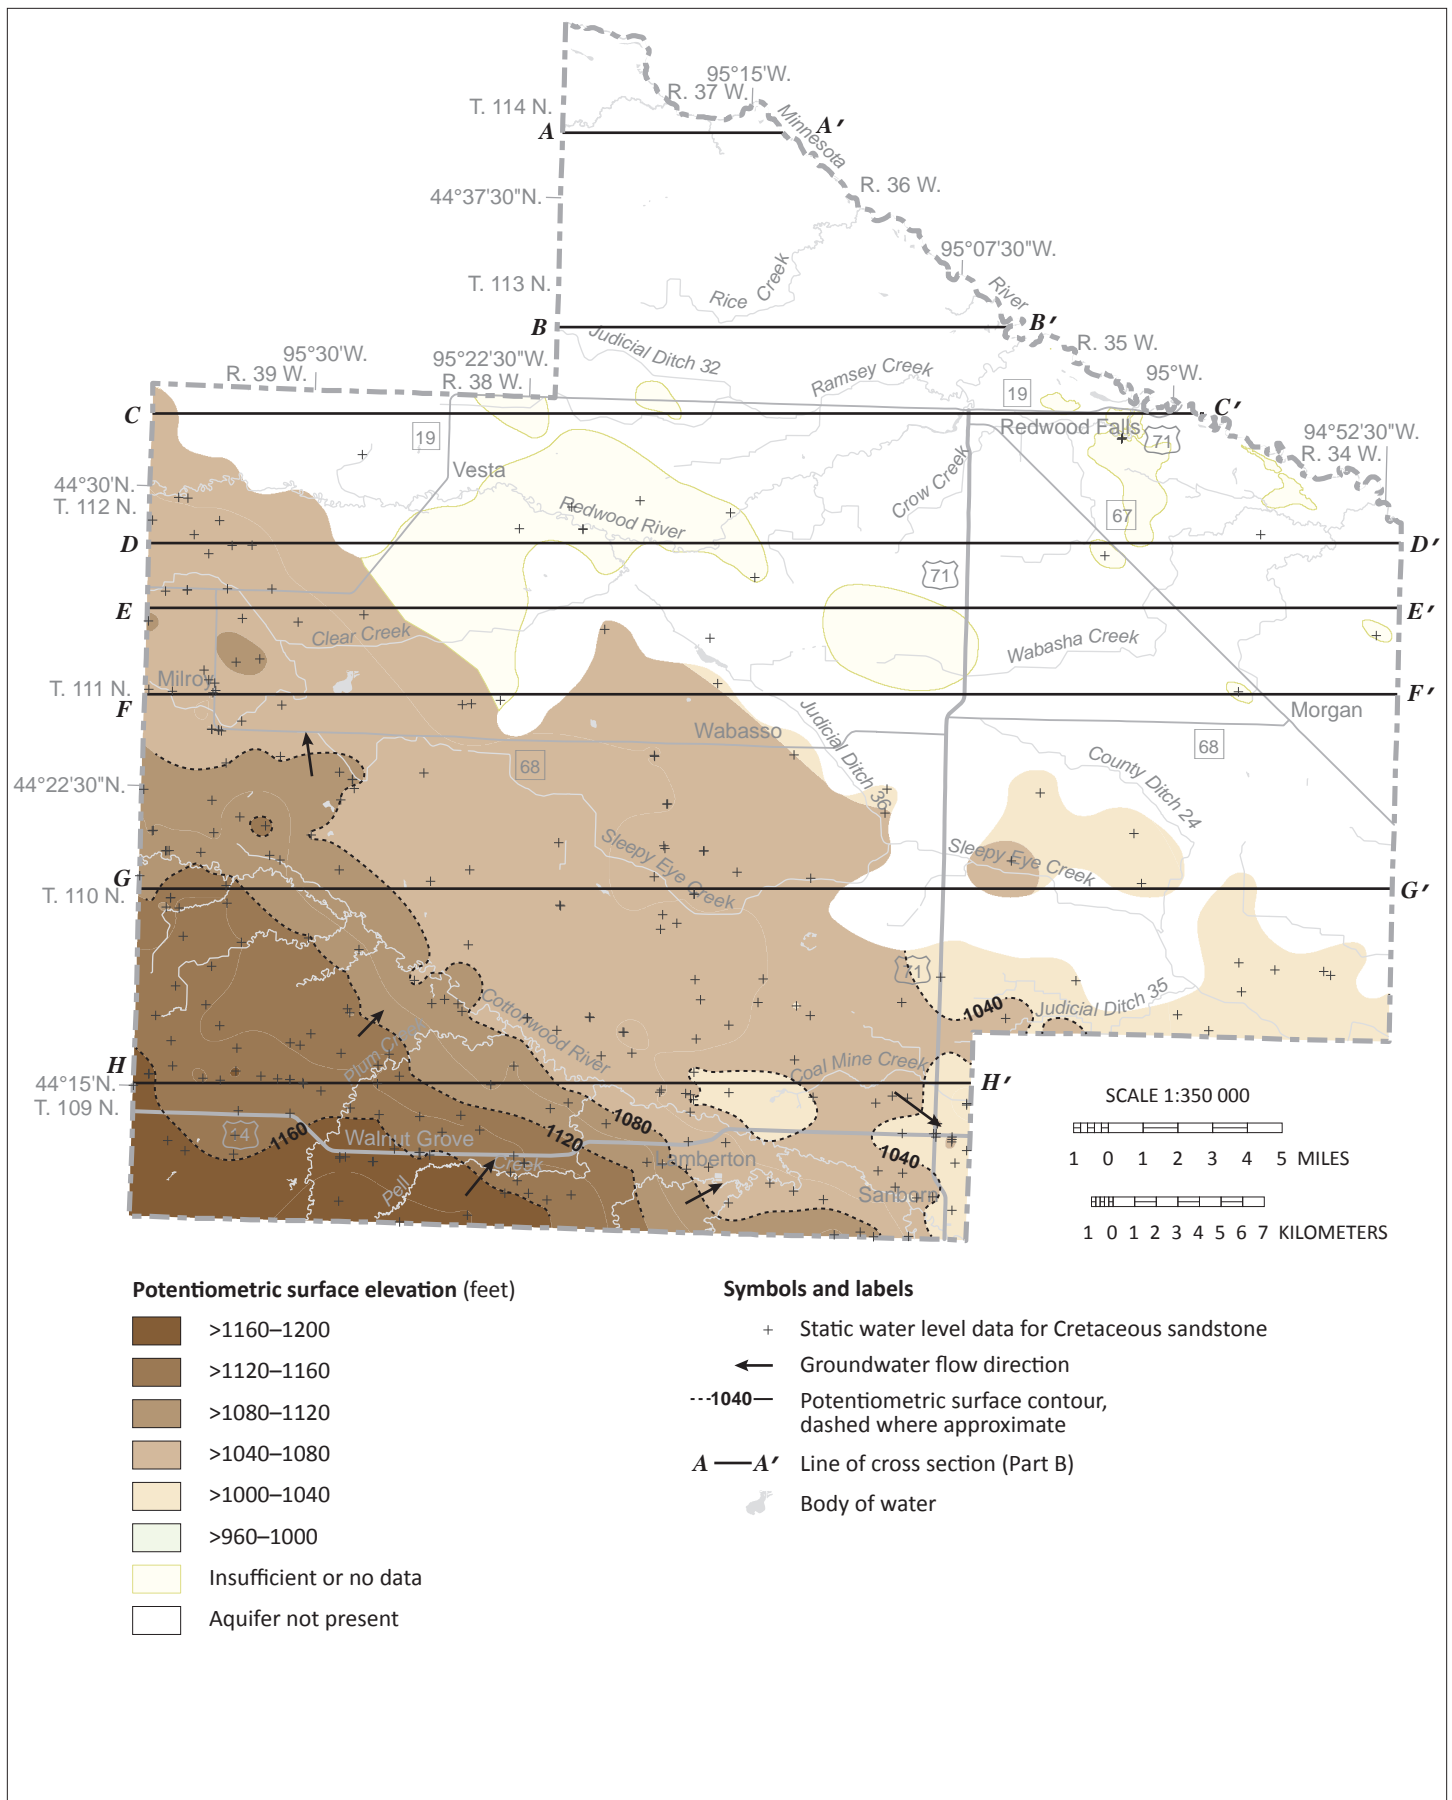 95°15'W.
R. 37 W.
T. 114 N.
A
A′
Minnesota
44°37'30"N.
R. 36 W.
95°07'30"W.
T. 113 N.
Rice Creek
River
B
B′
Judicial Ditch 32
R. 35 W.
95°30'W.
95°22'30"W.
R. 39 W.
R. 38 W.
Ramsey Creek
95°W.
19
C
C′
19
Redwood Falls
71
94°52'30"W.
R. 34 W.
Vesta
Crow Creek
44°30'N.
T. 112 N.
Redwood River
67
D
D′
71
E
E′
Clear Creek
Wabasha Creek
Milroy
T. 111 N.
F
F′
Judicial Ditch 36
Morgan
Wabasso
68
68
County Ditch 24
44°22'30"N.
Sleepy Eye Creek
Sleepy Eye Creek
G
G′
T. 110 N.
71
Cottonwood River
1040
Judicial Ditch 35
Plum Creek
H
H′
Coal Mine Creek
44°15'N.
T. 109 N.
SCALE 1:350 000
14
1160
Walnut Grove
1120
1080
1 0 1 2 3 4 5 MILES
Pell Creek
Lamberton
1040
Sanborn
1 0 1 2 3 4 5 6 7 KILOMETERS
Potentiometric surface elevation (feet)
>1160–1200
>1120–1160
>1080–1120
>1040–1080
>1000–1040
>960–1000
Insufficient or no data
Aquifer not present
Symbols and labels
Static water level data for Cretaceous sandstone
Groundwater flow direction
1040 Potentiometric surface contour,
dashed where approximate
A A′ Line of cross section (Part B)
Body of water